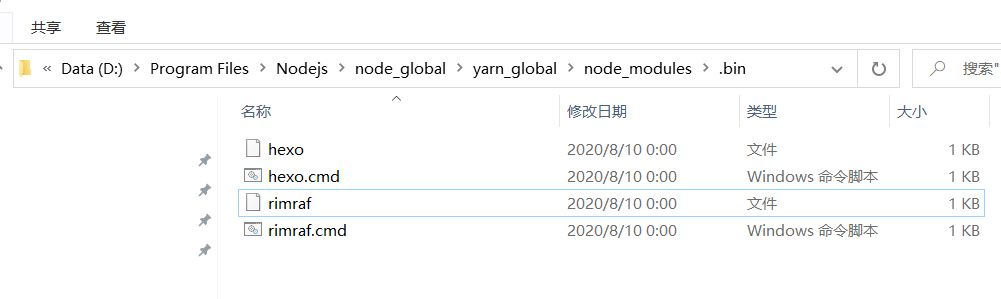 共享 查看
« Data (D:) > Program Files > Nodejs > node_global > yarn_global > node_modules > .bin 搜索"
名称 修改日期 类型 大小
hexo 2020/8/10 0:00 文件 1 KB
hexo.cmd 2020/8/10 0:00 Windows 命令脚本 1 KB
rimraf 2020/8/10 0:00 文件 1 KB
rimraf.cmd 2020/8/10 0:00 Windows 命令脚本 1 KB